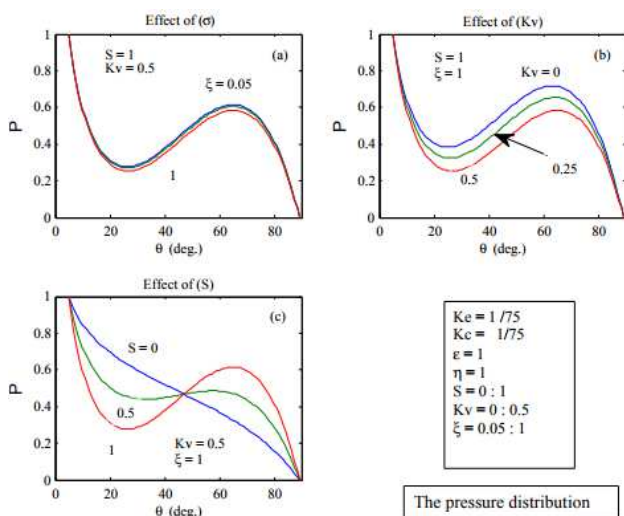 Effect of (σ)
S = 1
Kv = 0.5
(a)
ξ = 0.05
1
P
1
0.8
0.6
0.4
0.2
0
0 20 40 60 80
θ (deg.)
Effect of (Kv)
S = 1
ξ = 1
Kv = 0
(b)
0.5
0.25
P
1
0.8
0.6
0.4
0.2
0
0 20 40 60 80
θ (deg.)
Effect of (S)
(c)
S = 0
0.5
1
Kv = 0.5
ξ = 1
P
1
0.8
0.6
0.4
0.2
0
0 20 40 60 80
θ (deg.)
Ke = 1 /75
Kc = 1/75
ε = 1
η = 1
S = 0 : 1
Kv = 0 : 0.5
ξ = 0.05 : 1
The pressure distribution